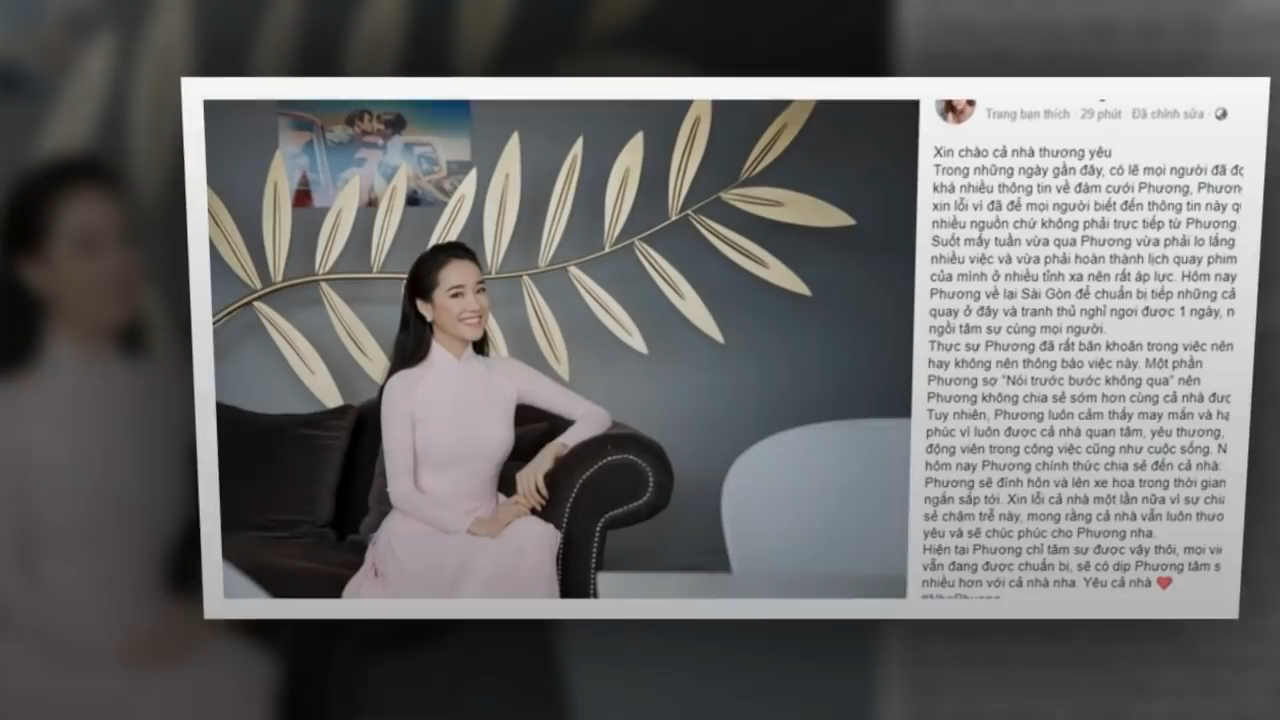 Trang bạn thích · 29 phút · Đã chỉnh sửa ·
Xin chào cả nhà thương yêu
Trong những ngày gần đây, có lẽ mọi người đã
khá nhiều thông tin về đám cưới Phương,
xin lỗi vì đã để mọi người biết đến thông tin này
nhiều nguồn chứ không phải trực tiếp từ Phương.
Suốt mấy tuần vừa qua Phương vừa phải lo lắng
nhiều việc và vừa phải hoàn thành lịch quay phim
của mình ở nhiều tỉnh xa nên rất áp lực. Hôm nay
Phương về lại Sài Gòn để chuẩn bị tiếp những
quay ở đây và tranh thủ nghỉ ngơi được 1 ngày,
ngồi tâm sự cùng mọi người.
Thực sự Phương đã rất băn khoăn trong việc nên
hay không nên thông báo việc này. Một phần
Phương sợ "Nói trước bước không qua" nên
Phương không chia sẻ sớm hơn cùng cả nhà
Tuy nhiên, Phương luôn cảm thấy may mắn và
phúc vì luôn được cả nhà quan tâm, yêu thương,
động viên trong công việc cũng như cuộc sống.
hôm nay Phương chính thức chia sẻ đến cả nhà:
Phương sẽ đính hôn và lên xe hoa trong thời gian
ngắn sắp tới. Xin lỗi cả nhà một lần nữa vì sự
sẻ chậm trễ này, mong rằng cả nhà vẫn luôn
yêu và sẽ chúc phúc cho Phương nha.
Hiện tại Phương chỉ tâm sự được vậy thôi, mọi
vẫn đang được chuẩn bị, sẽ có dịp Phương tâm
nhiều hơn với cả nhà nha. Yêu cả nhà ❤